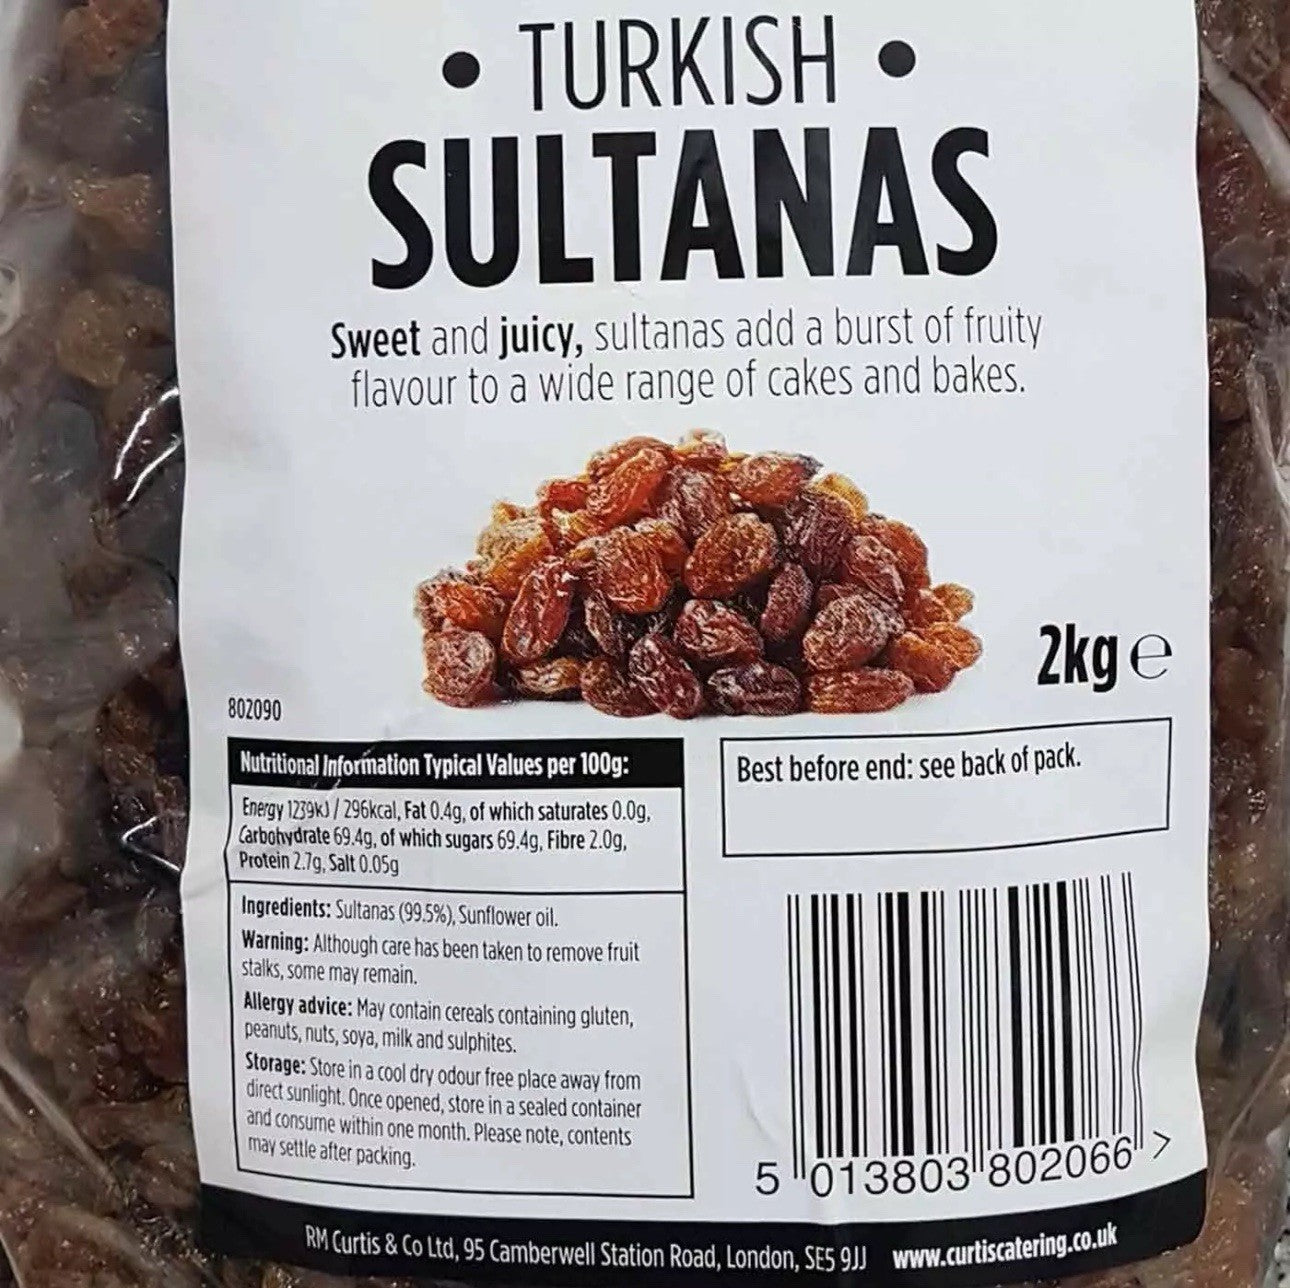 • TURKISH •
SULTANAS
Sweet and juicy, sultanas add a burst of fruity
flavour to a wide range of cakes and bakes.
2kg ℮
802090
Nutritional Information Typical Values per 100g:
Energy 1239kJ / 296kcal, Fat 0.4g, of which saturates 0.0g,
Carbohydrate 69.4g, of which sugars 69.4g, Fibre 2.0g,
Protein 2.7g, Salt 0.05g
Ingredients: Sultanas (99.5%), Sunflower oil.
Warning: Although care has been taken to remove fruit
stalks, some may remain.
Allergy advice: May contain cereals containing gluten,
peanuts, nuts, soya, milk and sulphites.
Storage: Store in a cool dry odour free place away from
direct sunlight. Once opened, store in a sealed container
and consume within one month. Please note, contents
may settle after packing.
Best before end: see back of pack.
5 013803 802066 >
RM Curtis & Co Ltd, 95 Camberwell Station Road, London, SE5 9JJ www.curtiscatering.co.uk